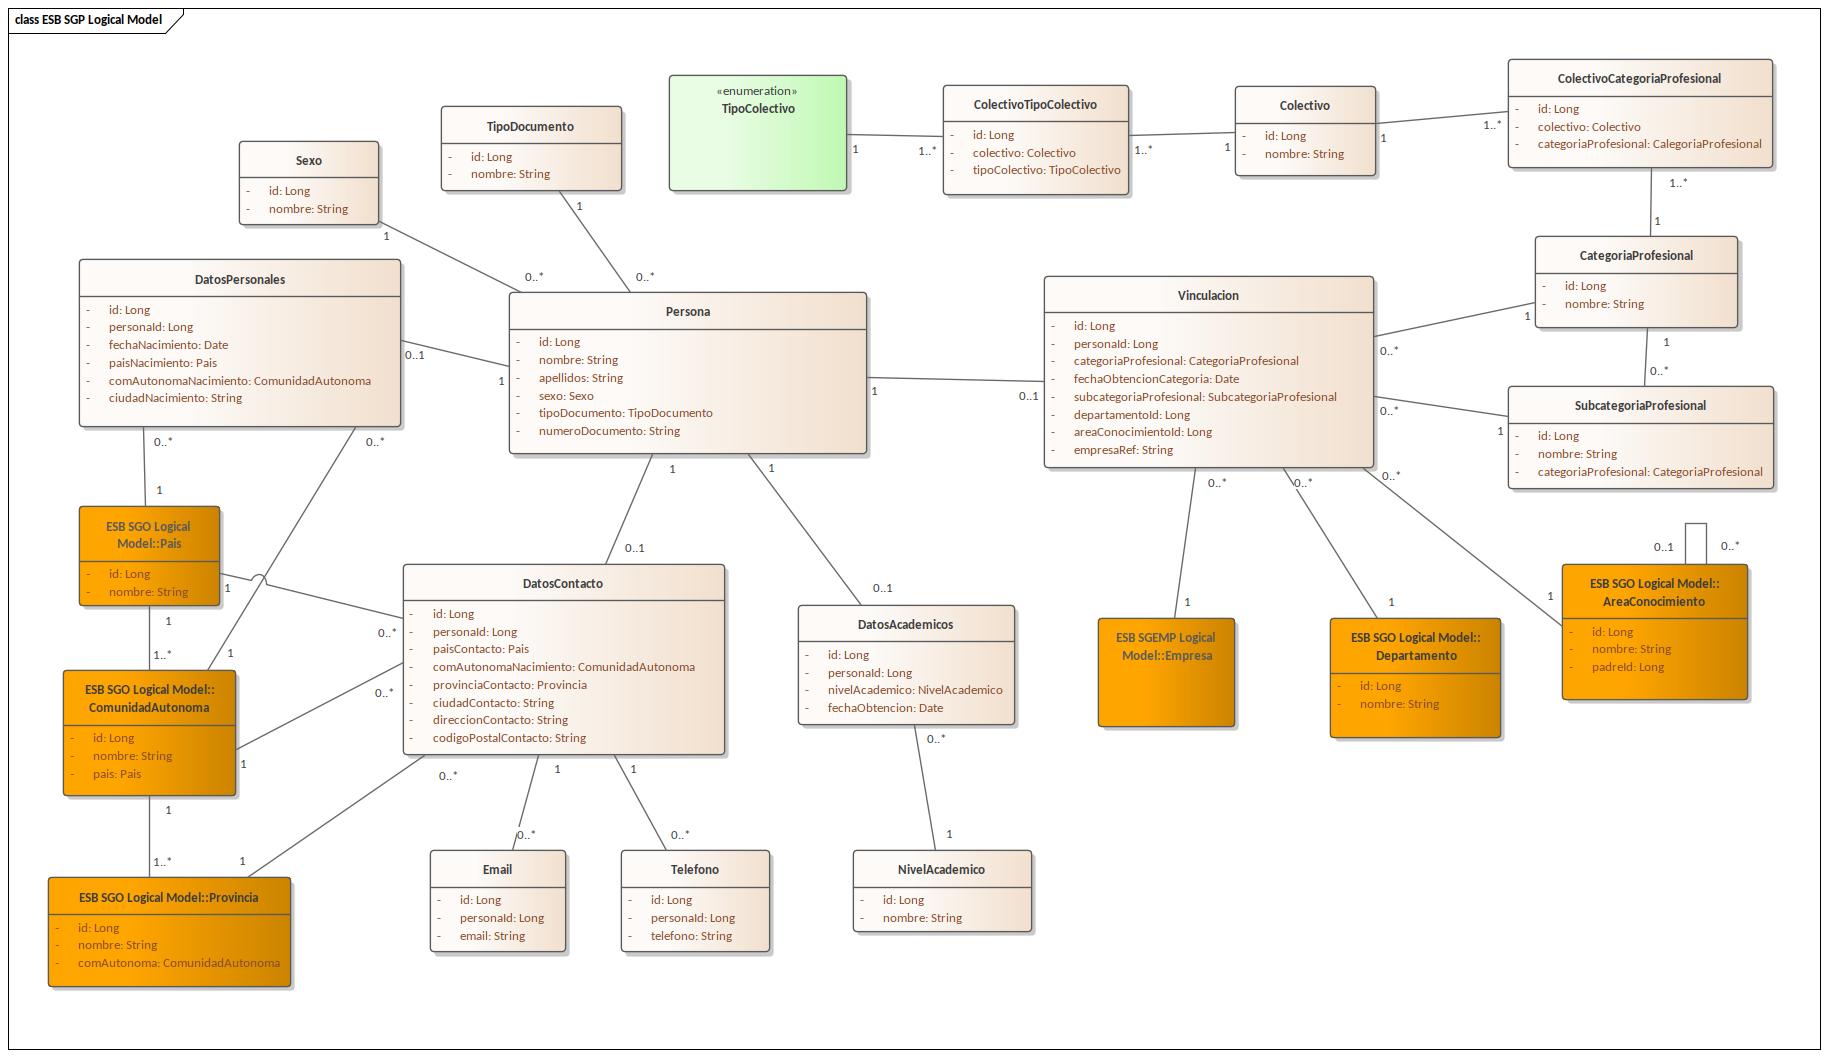 class ESB SGP Logical Model
«enumeration»
TipoColectivo
1
1..*
ColectivoTipoColectivo
- id: Long
- colectivo: Colectivo
- tipoColectivo: TipoColectivo
1..*
1
Colectivo
- id: Long
- nombre: String
1
1..*
ColectivoCategoriaProfesional
- id: Long
- colectivo: Colectivo
- categoriaProfesional: CalegoriaProfesional
1..*
1
TipoDocumento
- id: Long
- nombre: String
1
0..*
Sexo
- id: Long
- nombre: String
1
0..*
CategoriaProfesional
- id: Long
- nombre: String
1
0..*
1
0..*
DatosPersonales
- id: Long
- personaId: Long
- fechaNacimiento: Date
- paisNacimiento: Pais
- comAutonomaNacimiento: ComunidadAutonoma
- ciudadNacimiento: String
0..1
1
0..*
1
0..*
1
Persona
- id: Long
- nombre: String
- apellidos: String
- sexo: Sexo
- tipoDocumento: TipoDocumento
- numeroDocumento: String
1
0..1
1
0..1
1
0..1
Vinculacion
- id: Long
- personaId: Long
- categoriaProfesional: CategoriaProfesional
- fechaObtencionCategoria: Date
- subcategoriaProfesional: SubcategoriaProfesional
- departamentoId: Long
- areaConocimientoId: Long
- empresaRef: String
0..*
1
0..*
1
0..*
1
0..*
1
SubcategoriaProfesional
- id: Long
- nombre: String
- categoriaProfesional: CategoriaProfesional
ESB SGO Logical
Model::Pais
- id: Long
- nombre: String
1
0..*
1
1..*
DatosContacto
- id: Long
- personaId: Long
- paisContacto: Pais
- comAutonomaNacimiento: ComunidadAutonoma
- provinciaContacto: Provincia
- ciudadContacto: String
- direccionContacto: String
- codigoPostalContacto: String
0..*
1
0..*
1
1
0..*
1
0..*
DatosAcademicos
- id: Long
- personaId: Long
- nivelAcademico: NivelAcademico
- fechaObtencion: Date
0..*
1
ESB SGEMP Logical
Model::Empresa
ESB SGO Logical Model::
Departamento
- id: Long
- nombre: String
0..1
0..*
ESB SGO Logical Model::
AreaConocimiento
- id: Long
- nombre: String
- padreId: Long
ESB SGO Logical Model::
ComunidadAutonoma
- id: Long
- nombre: String
- pais: Pais
1
1..*
ESB SGO Logical Model::Provincia
- id: Long
- nombre: String
- comAutonoma: ComunidadAutonoma
Email
- id: Long
- personaId: Long
- email: String
Telefono
- id: Long
- personaId: Long
- telefono: String
NivelAcademico
- id: Long
- nombre: String